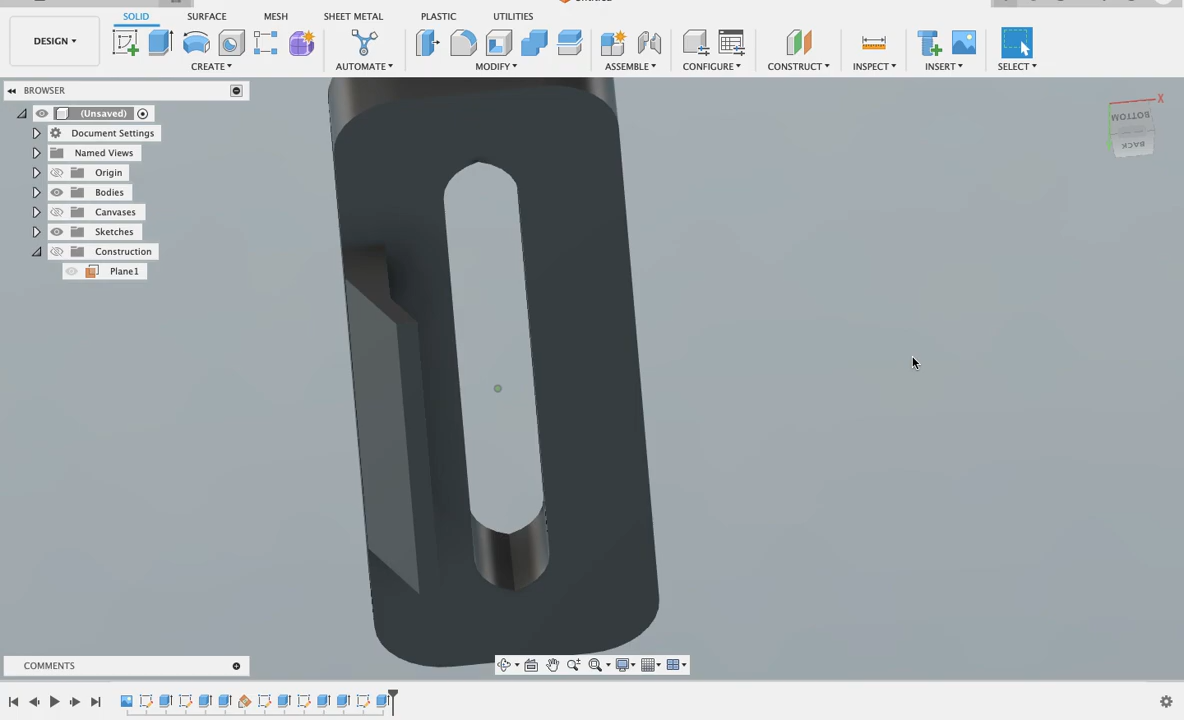 SOLID SURFACE MESH SHEET METAL PLASTIC UTILITIES
DESIGN
CREATE AUTOMATE MODIFY ASSEMBLE CONFIGURE CONSTRUCT INSPECT INSERT SELECT
BROWSER
(Unsaved)
Document Settings
Named Views
Origin
Bodies
Canvases
Sketches
Construction
Plane1
X
BOTTOM
BACK
COMMENTS